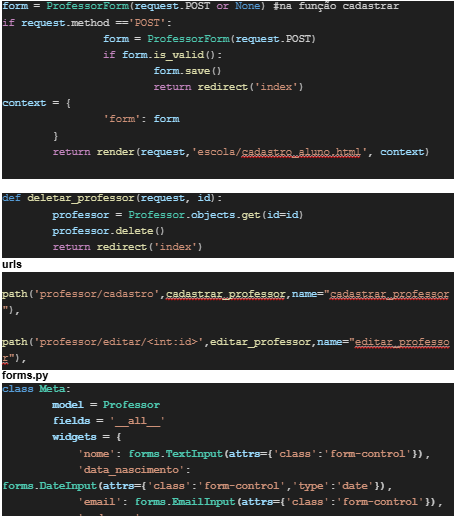 form = ProfessorForm(request.POST or None) #na função cadastrar
if request.method =='POST':
form = ProfessorForm(request.POST)
if form.is_valid():
form.save()
return redirect('index')
context = {
'form': form
}
return render(request,'escola/cadastro_aluno.html', context)
def deletar_professor(request, id):
professor = Professor.objects.get(id=id)
professor.delete()
return redirect('index')
urls
path('professor/cadastro',cadastrar_professor,name="cadastrar_professor
"),
path('professor/editar/<int:id>',editar_professor,name="editar_professo
r"),
forms.py
class Meta:
model = Professor
fields = '__all__'
widgets = {
'nome': forms.TextInput(attrs={'class':'form-control'}),
'data_nascimento':
forms.DateInput(attrs={'class':'form-control','type':'date'}),
'email': forms.EmailInput(attrs={'class':'form-control'}),